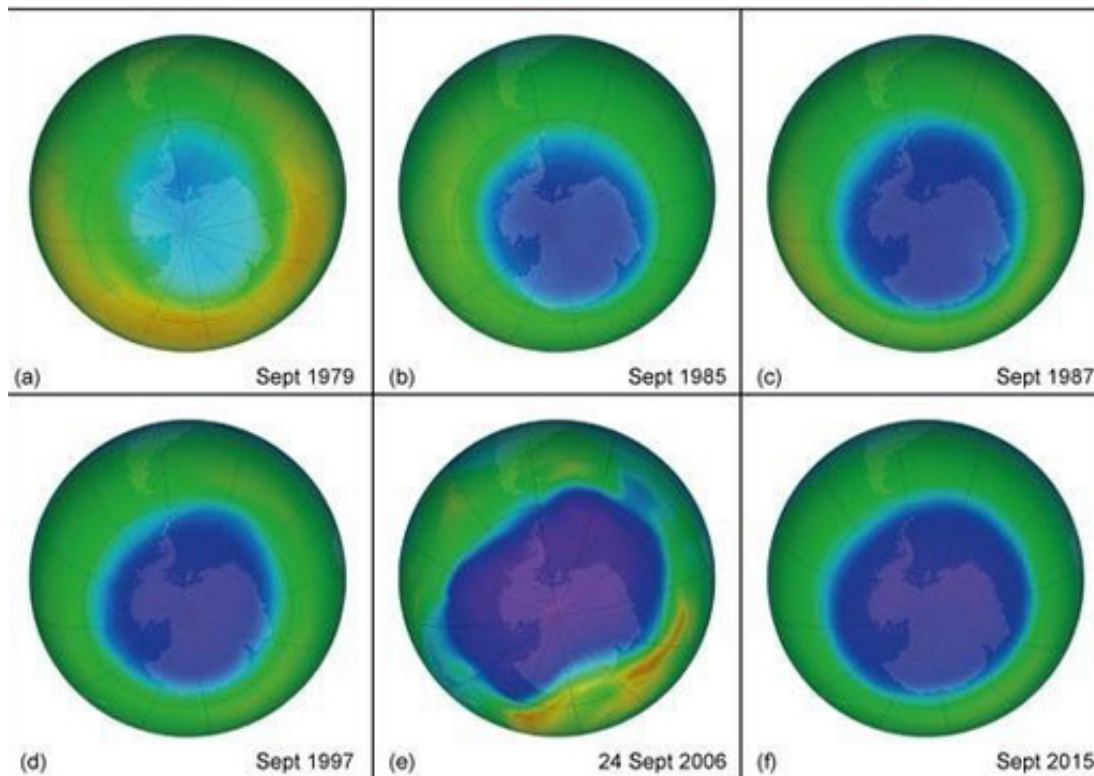 (a) Sept 1979
(b) Sept 1985
(c) Sept 1987
(d) Sept 1997
(e) 24 Sept 2006
(f) Sept 2015